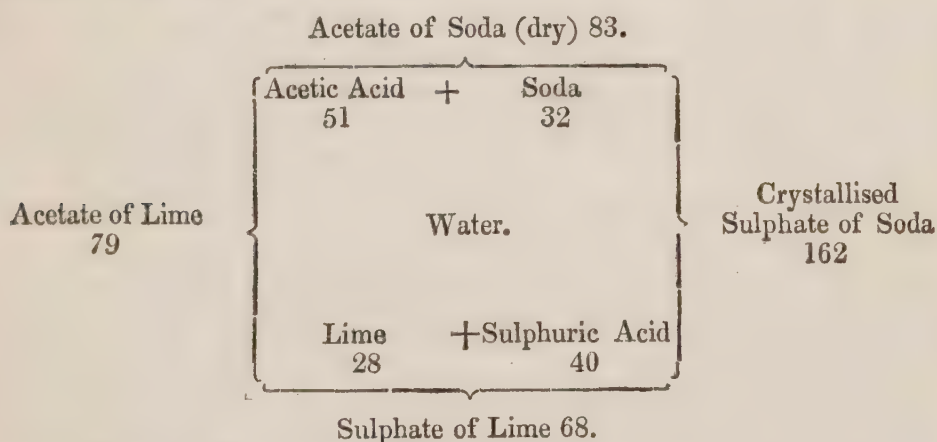 Acetate of Soda (dry) 83.
Acetic Acid + Soda
51 32
Acetate of Lime
79
Water.
Crystallised
Sulphate of Soda
162
Lime +Sulphuric Acid
28 40
Sulphate of Lime 68.